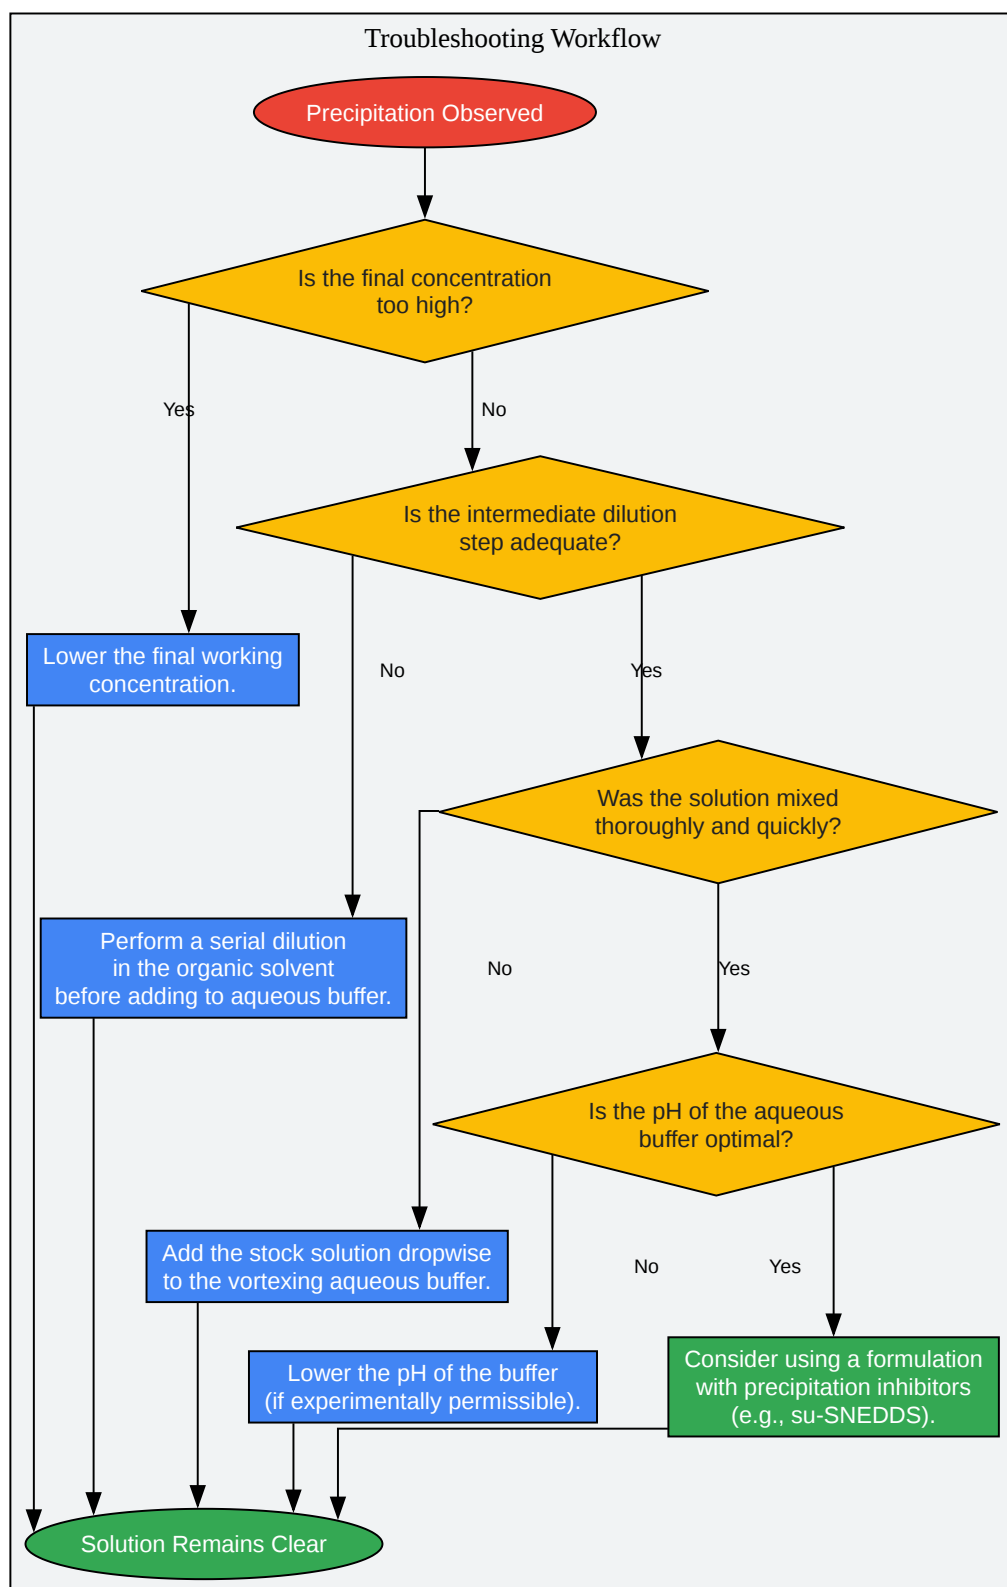 Troubleshooting Workflow
Precipitation Observed
Is the final concentration
too high?
Yes
No
Is the intermediate dilution
step adequate?
Lower the final working
concentration.
No
Yes
Was the solution mixed
thoroughly and quickly?
Perform a serial dilution
in the organic solvent
before adding to aqueous buffer.
No
Yes
Is the pH of the aqueous
buffer optimal?
Add the stock solution dropwise
to the vortexing aqueous buffer.
No
Yes
Lower the pH of the buffer
(if experimentally permissible).
Consider using a formulation
with precipitation inhibitors
(e.g., su-SNEDDS).
Solution Remains Clear